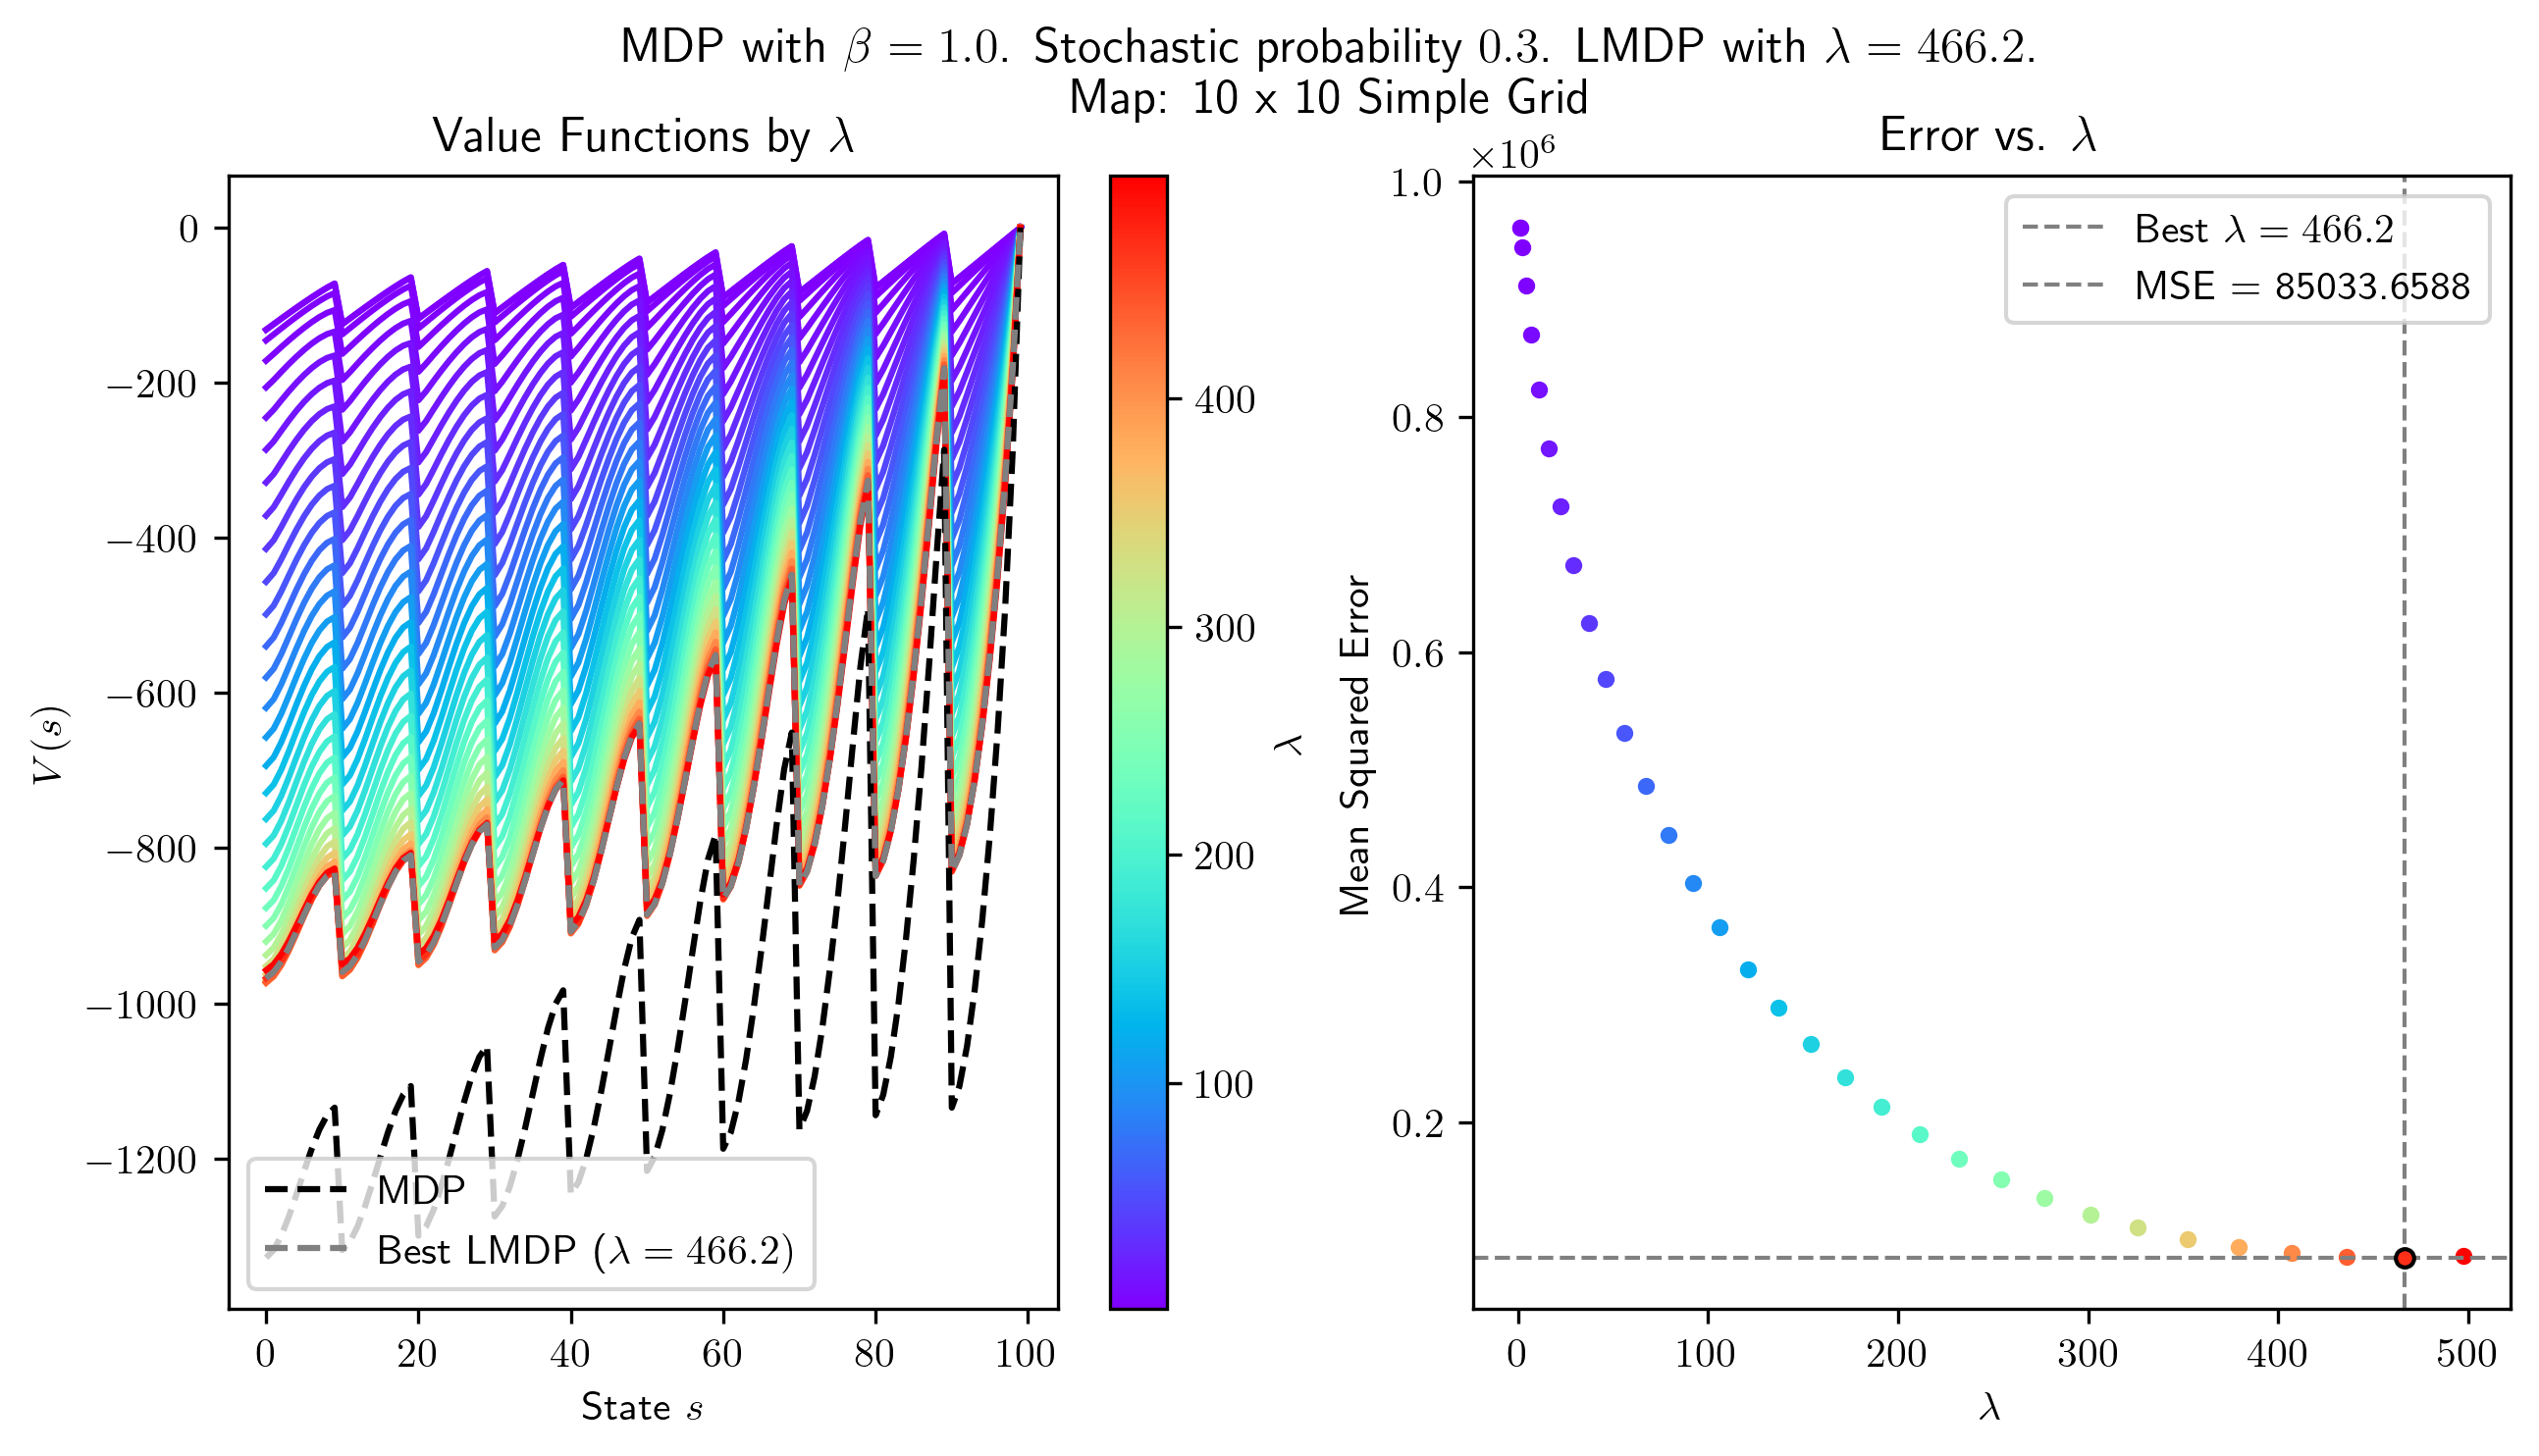 MDP with β = 1.0. Stochastic probability 0.3. LMDP with λ = 466.2.
Map: 10 x 10 Simple Grid
Value Functions by λ
V(s)
0
−200
−400
−600
−800
−1000
−1200
MDP
Best LMDP (λ = 466.2)
0 20 40 60 80 100
State s
400
300
200
100
λ
Error vs. λ
×10⁶
Mean Squared Error
1.0
0.8
0.6
0.4
0.2
Best λ = 466.2
MSE = 85033.6588
0 100 200 300 400 500
λ